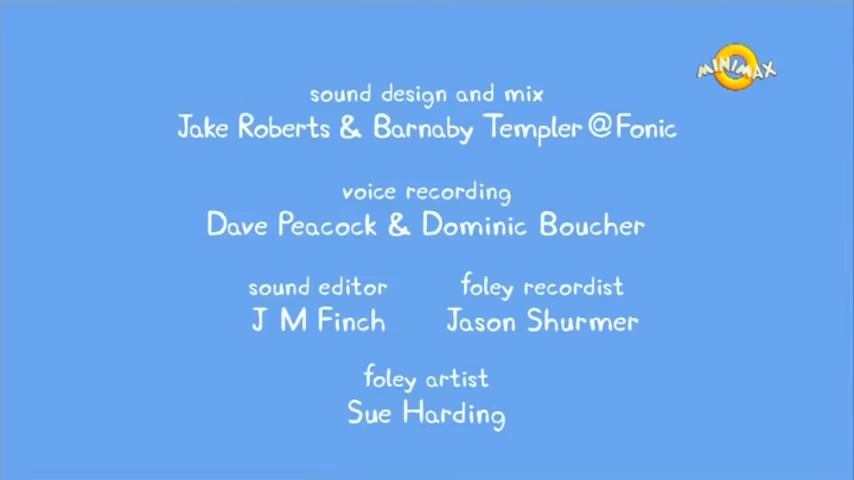 MINIMAX
sound design and mix
Jake Roberts & Barnaby Templer @ Fonic
voice recording
Dave Peacock & Dominic Boucher
sound editor
J M Finch
foley recordist
Jason Shurmer
foley artist
Sue Harding